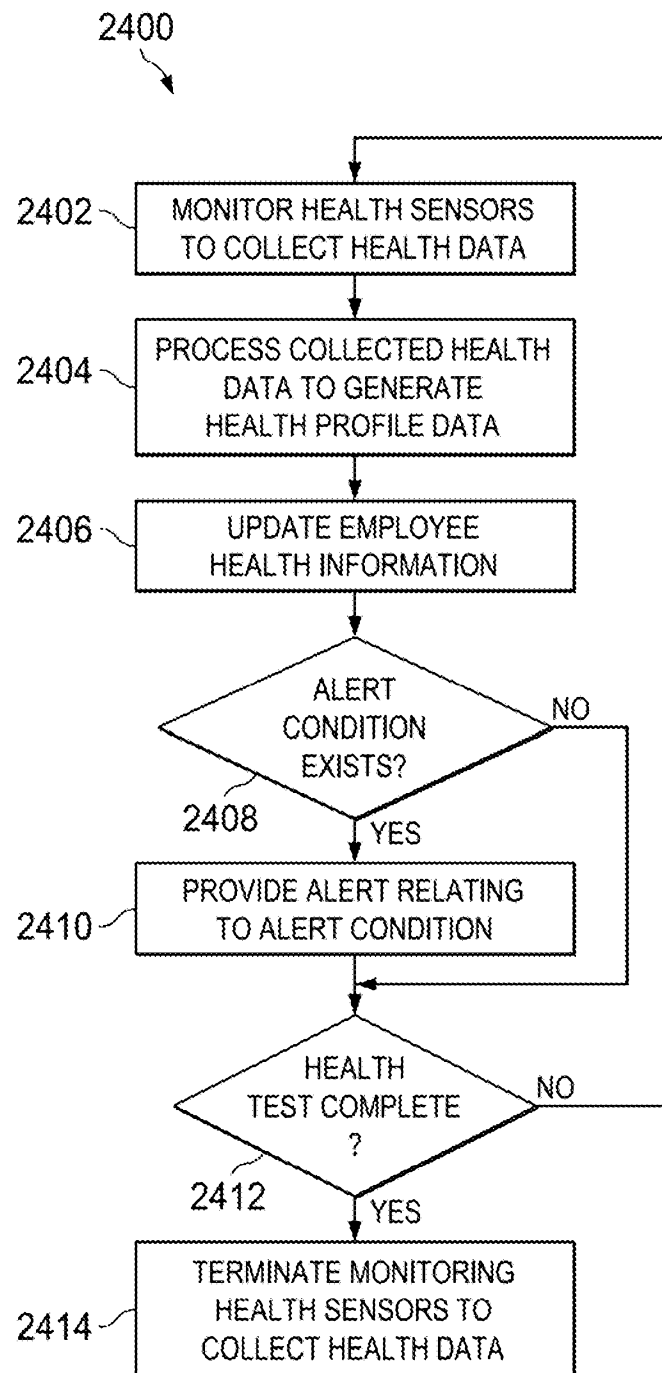 2400
2402
MONITOR HEALTH SENSORS
TO COLLECT HEALTH DATA
2404
PROCESS COLLECTED HEALTH
DATA TO GENERATE
HEALTH PROFILE DATA
2406
UPDATE EMPLOYEE
HEALTH INFORMATION
ALERT
CONDITION
EXISTS?
NO
2408
YES
2410
PROVIDE ALERT RELATING
TO ALERT CONDITION
HEALTH
TEST COMPLETE
?
NO
2412
YES
2414
TERMINATE MONITORING
HEALTH SENSORS TO
COLLECT HEALTH DATA